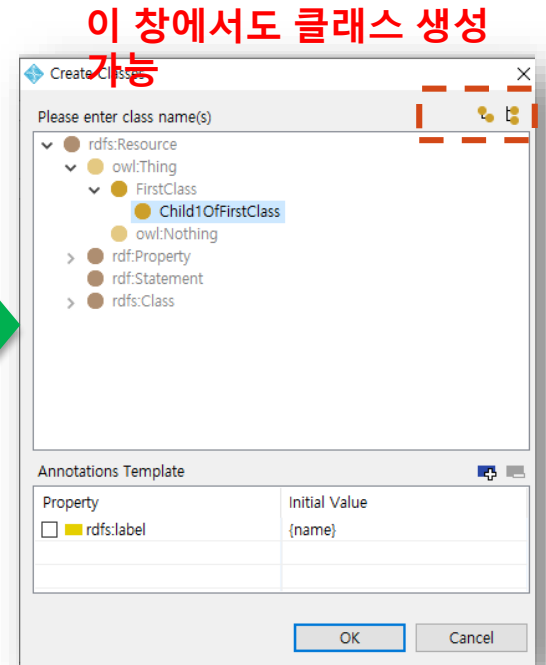 이 창에서도 클래스 생성
가능
Create Classes
Please enter class name(s)
rdfs:Resource
owl:Thing
FirstClass
Child1OfFirstClass
owl:Nothing
rdf:Property
rdf:Statement
rdfs:Class
Annotations Template
Property Initial Value
rdfs:label {name}
OK Cancel